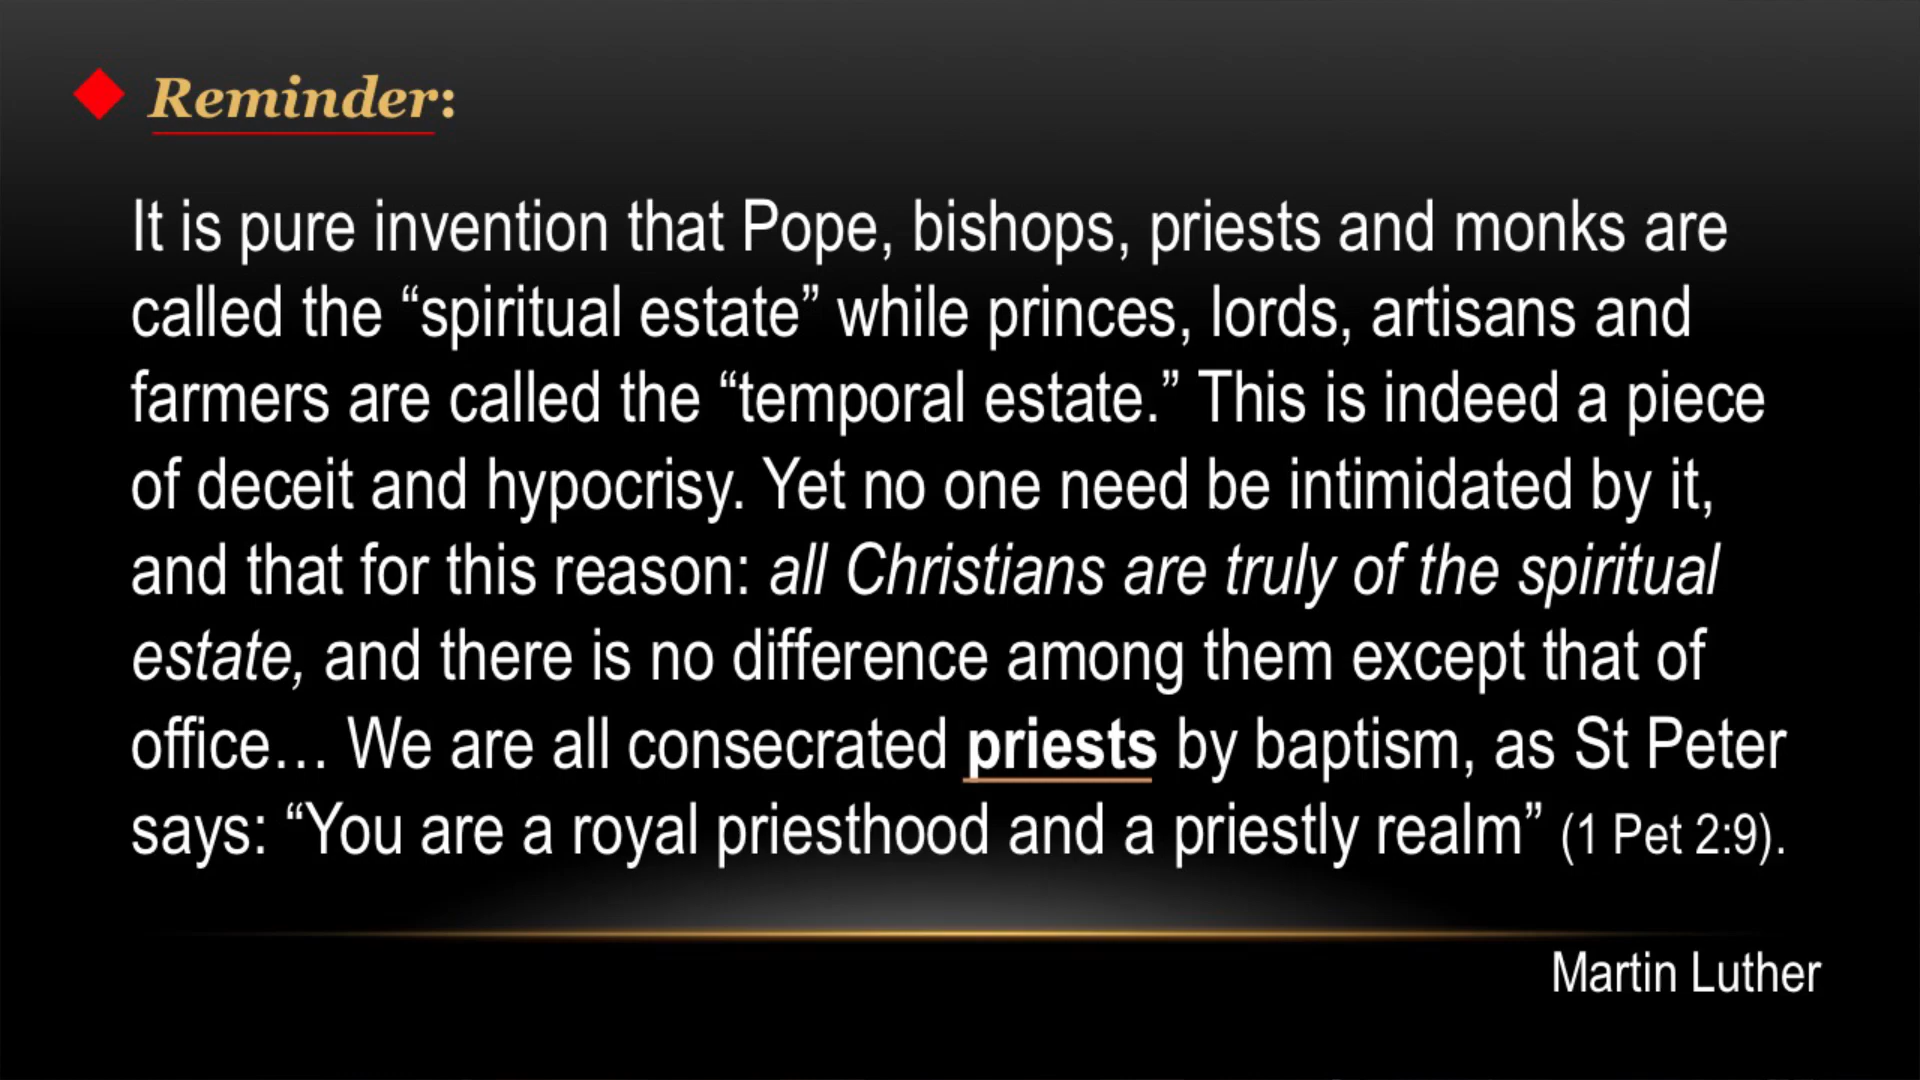 Reminder:
It is pure invention that Pope, bishops, priests and monks are
called the “spiritual estate” while princes, lords, artisans and
farmers are called the “temporal estate.” This is indeed a piece
of deceit and hypocrisy. Yet no one need be intimidated by it,
and that for this reason: all Christians are truly of the spiritual
estate, and there is no difference among them except that of
office… We are all consecrated priests by baptism, as St Peter
says: “You are a royal priesthood and a priestly realm” (1 Pet 2:9).
Martin Luther